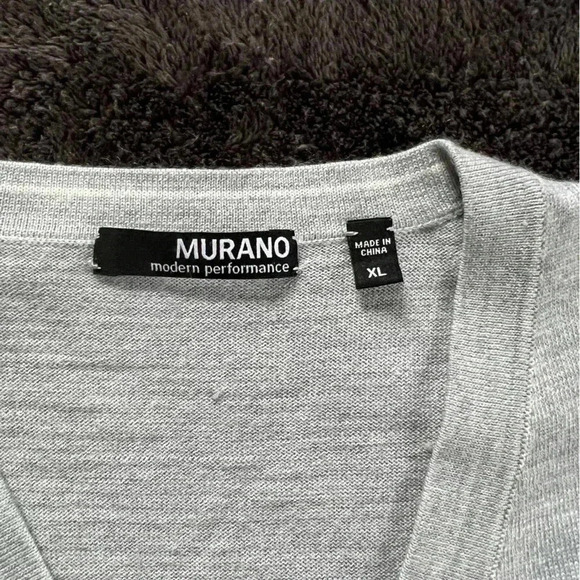 MURANO
modern performance
MADE IN
CHINA
XL